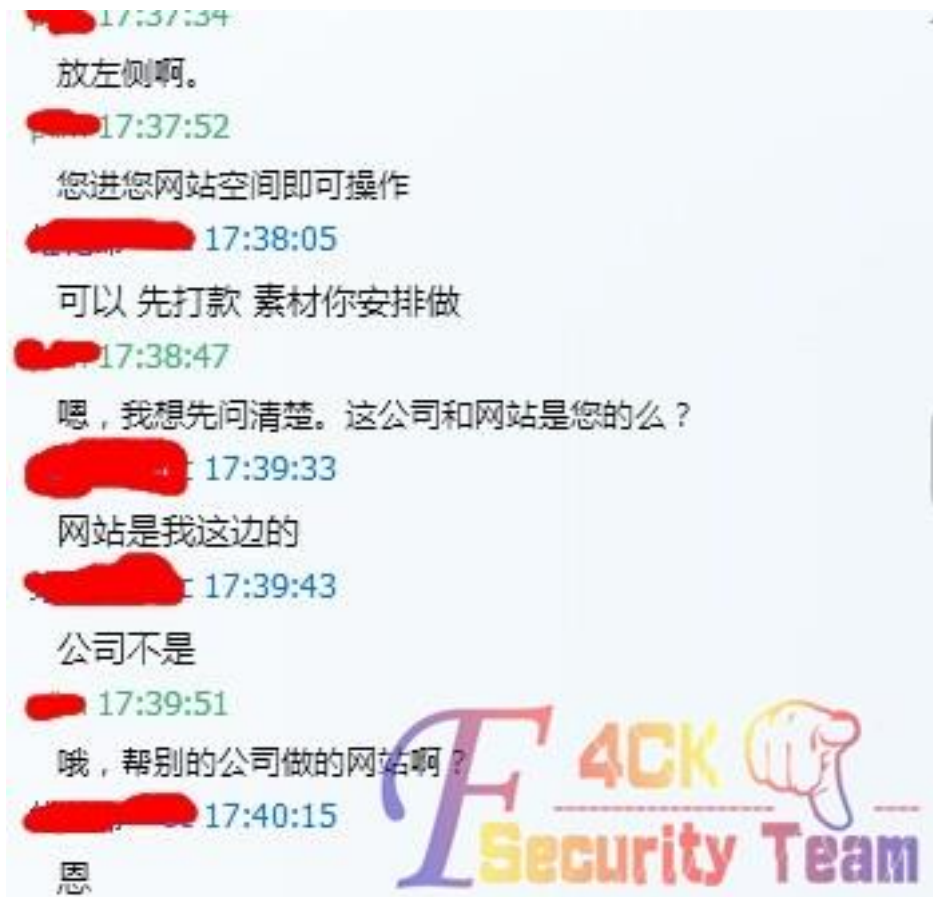 17:37:34
放左侧啊。
17:37:52
您进您网站空间即可操作
17:38:05
可以 先打款 素材你安排做
17:38:47
嗯，我想先问清楚。这公司和网站是您的么？
17:39:33
网站是我这边的
17:39:43
公司不是
17:39:51
哦，帮别的公司做的网站啊？
17:40:15
恩
F4CK
Security Team